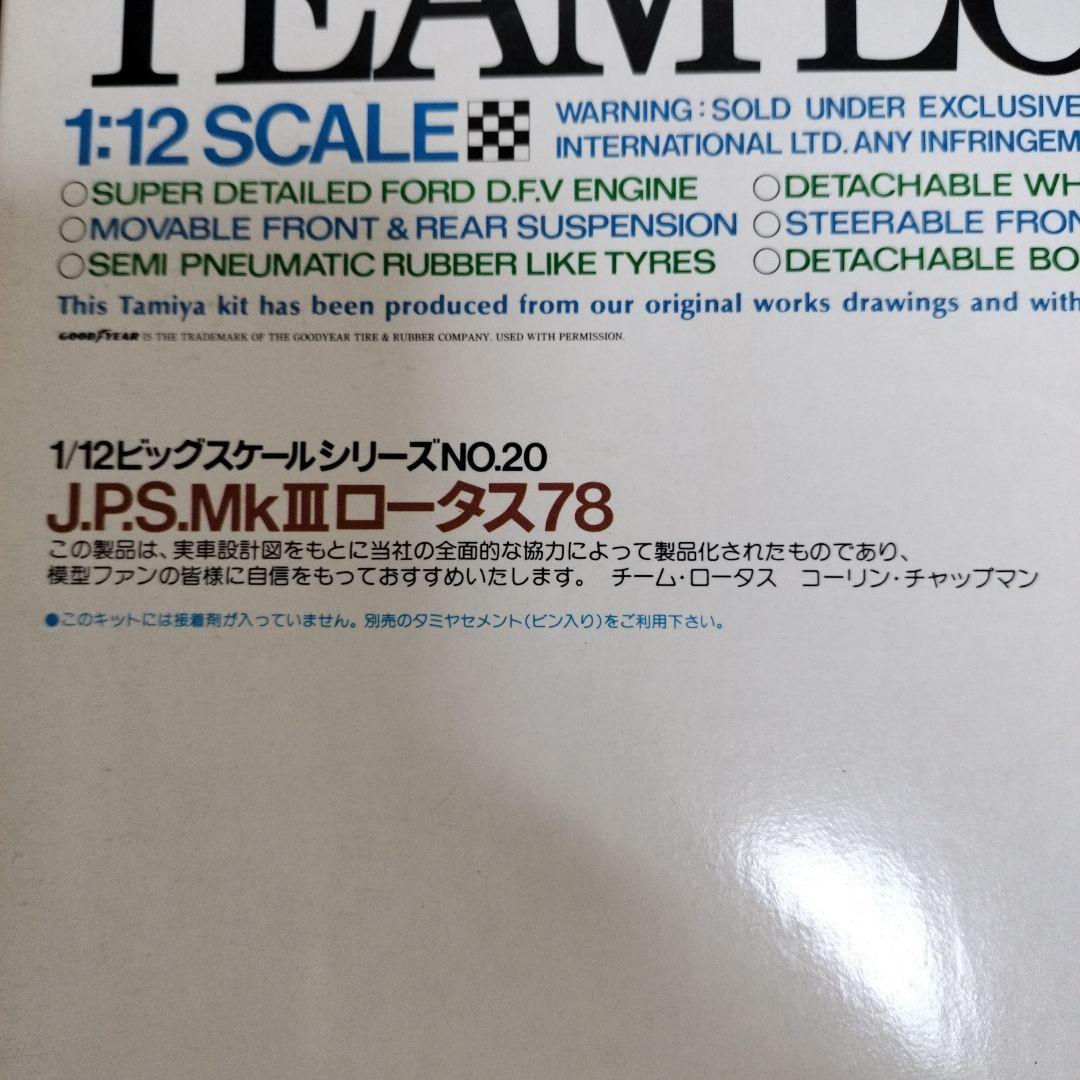 TEAM LO
1:12 SCALE
WARNING: SOLD UNDER EXCLUSIVE
INTERNATIONAL LTD. ANY INFRINGEM
○SUPER DETAILED FORD D.F.V ENGINE ○DETACHABLE WH
○MOVABLE FRONT & REAR SUSPENSION ○STEERABLE FRON
○SEMI PNEUMATIC RUBBER LIKE TYRES ○DETACHABLE BO
This Tamiya kit has been produced from our original works drawings and with
GOODYEAR IS THE TRADEMARK OF THE GOODYEAR TIRE & RUBBER COMPANY. USED WITH PERMISSION.
1/12ビッグスケールシリーズNO.20
J.P.S.MkⅢロータス78
この製品は、実車設計図をもとに当社の全面的な協力によって製品化されたものであり、
模型ファンの皆様に自信をもっておすすめいたします。 チーム・ロータス コーリン・チャップマン
●このキットには接着剤が入っていません。別売のタミヤセメント(ビン入り)をご利用下さい。